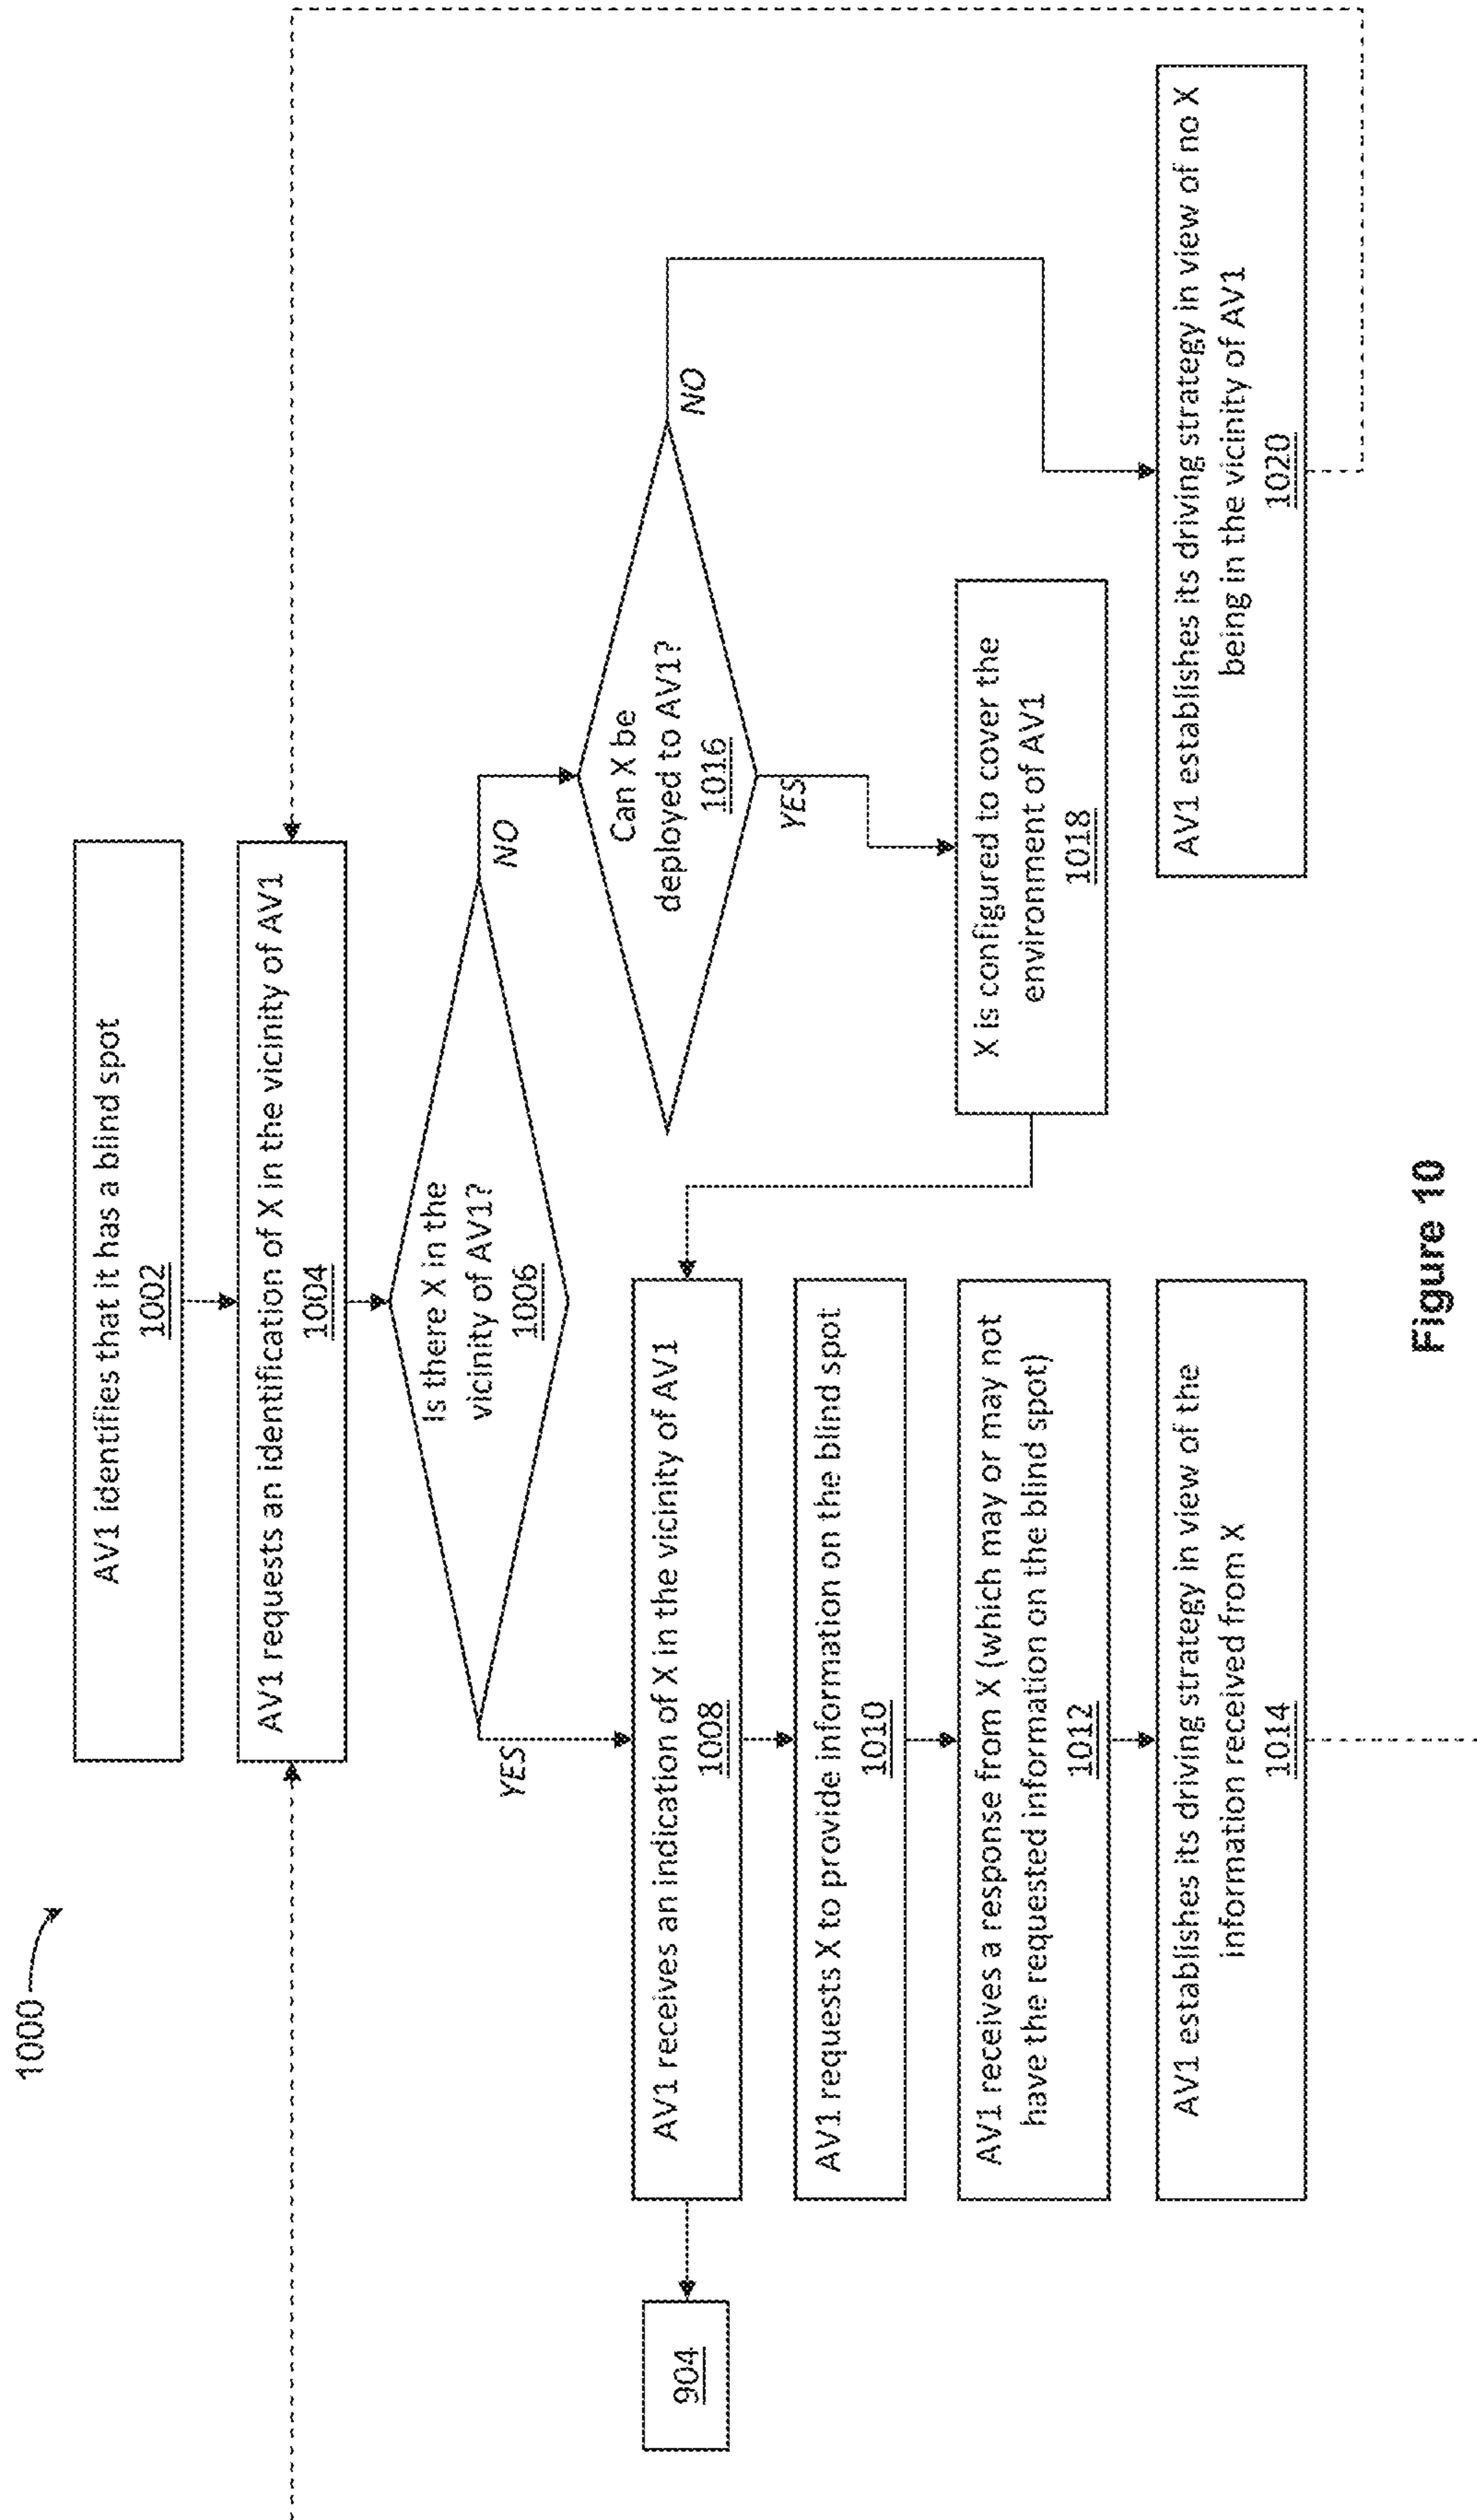 1000
AV1 identifies that it has a blind spot
1002
AV1 requests an identification of X in the vicinity of AV1
1004
Is there X in the
vicinity of AV1?
1006
YES
NO
904
AV1 receives an indication of X in the vicinity of AV1
1008
Can X be
deployed to AV1?
1016
NO
YES
AV1 requests X to provide information on the blind spot
1010
AV1 receives a response from X (which may or may not
have the requested information on the blind spot)
1012
X is configured to cover the
environment of AV1
1018
AV1 establishes its driving strategy in view of the
information received from X
1014
AV1 establishes its driving strategy in view of no X
being in the vicinity of AV1
1020
Figure 10